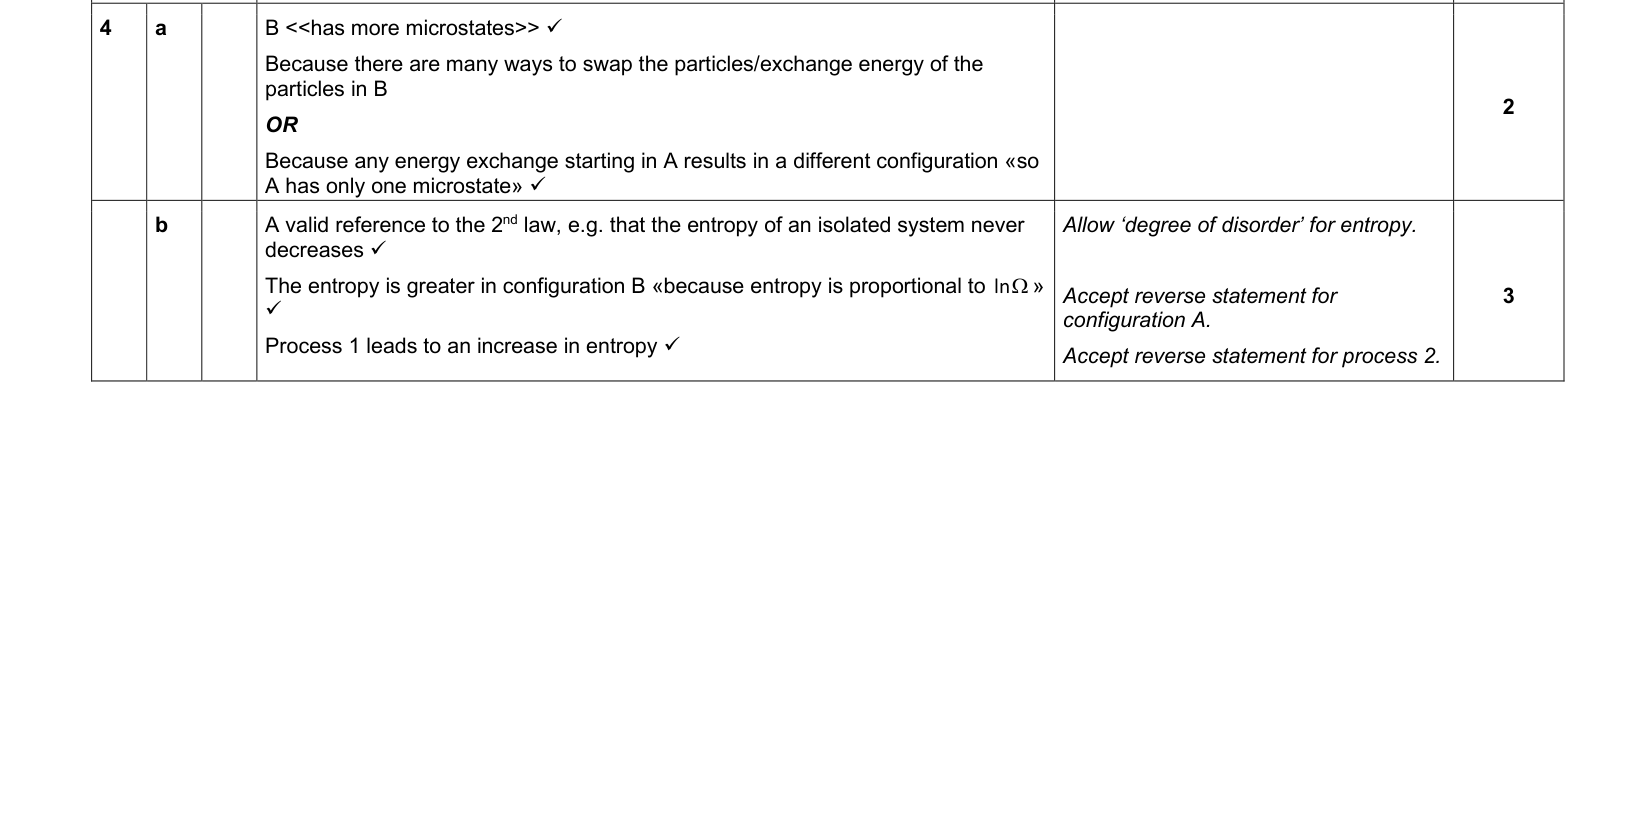 4 a B <<has more microstates>> ✓
Because there are many ways to swap the particles/exchange energy of the
particles in B
OR
2
Because any energy exchange starting in A results in a different configuration «so
A has only one microstate» ✓
b A valid reference to the 2nd law, e.g. that the entropy of an isolated system never
decreases ✓
Allow ‘degree of disorder’ for entropy.
The entropy is greater in configuration B «because entropy is proportional to lnΩ »
✓
Accept reverse statement for
configuration A.
3
Process 1 leads to an increase in entropy ✓
Accept reverse statement for process 2.